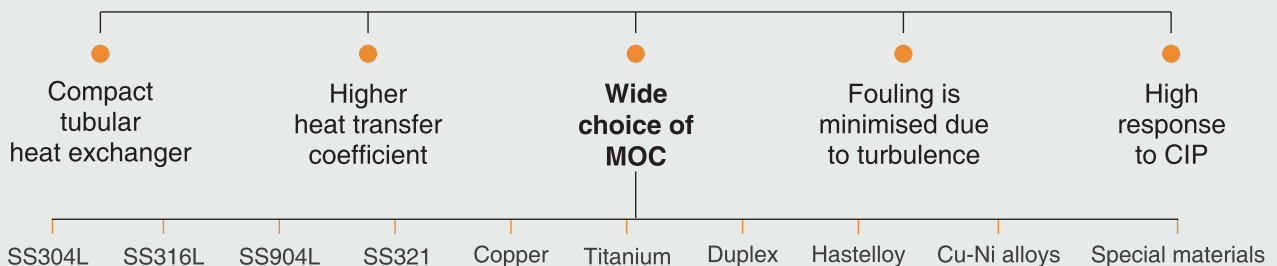 Compact
tubular
heat exchanger
Higher
heat transfer
coefficient
Wide
choice of
MOC
Fouling is
minimised due
to turbulence
High
response
to CIP
SS304L
SS316L
SS904L
SS321
Copper
Titanium
Duplex
Hastelloy
Cu-Ni alloys
Special materials